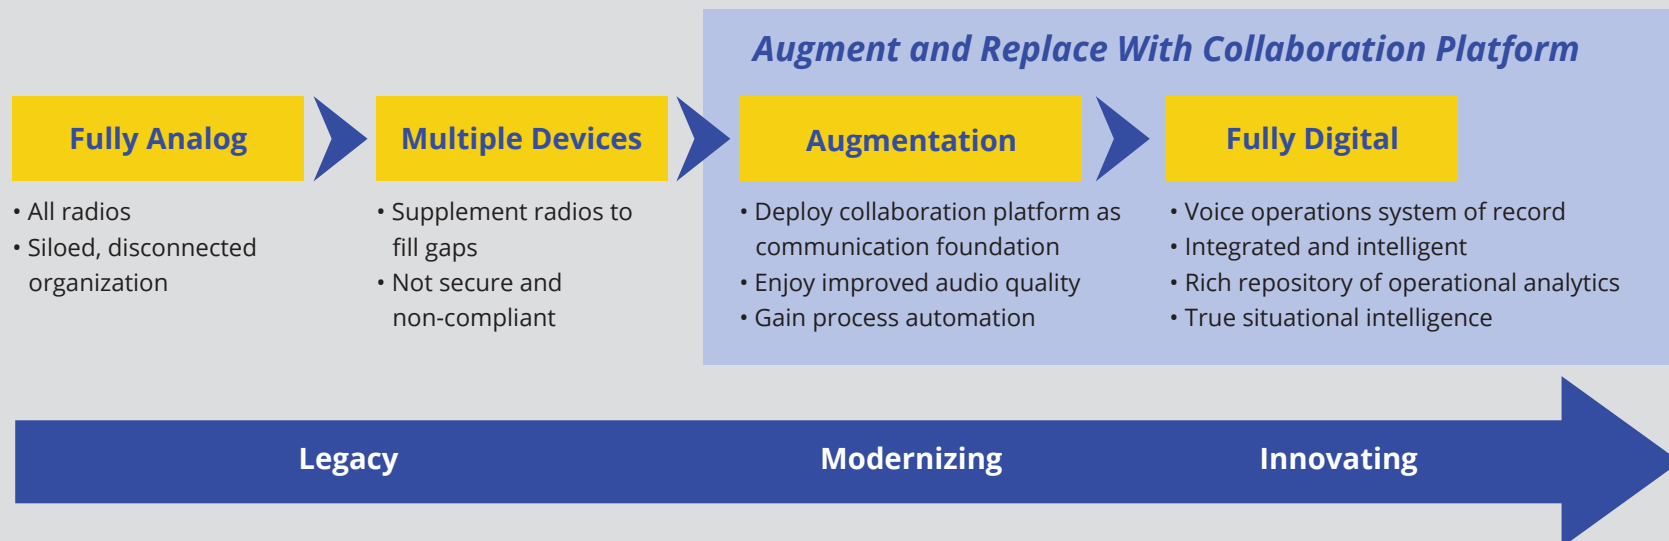 Augment and Replace With Collaboration Platform
Fully Analog
• All radios
• Siloed, disconnected
organization
Multiple Devices
• Supplement radios to
fill gaps
• Not secure and
non-compliant
Augmentation
• Deploy collaboration platform as
communication foundation
• Enjoy improved audio quality
• Gain process automation
Fully Digital
• Voice operations system of record
• Integrated and intelligent
• Rich repository of operational analytics
• True situational intelligence
Legacy
Modernizing
Innovating